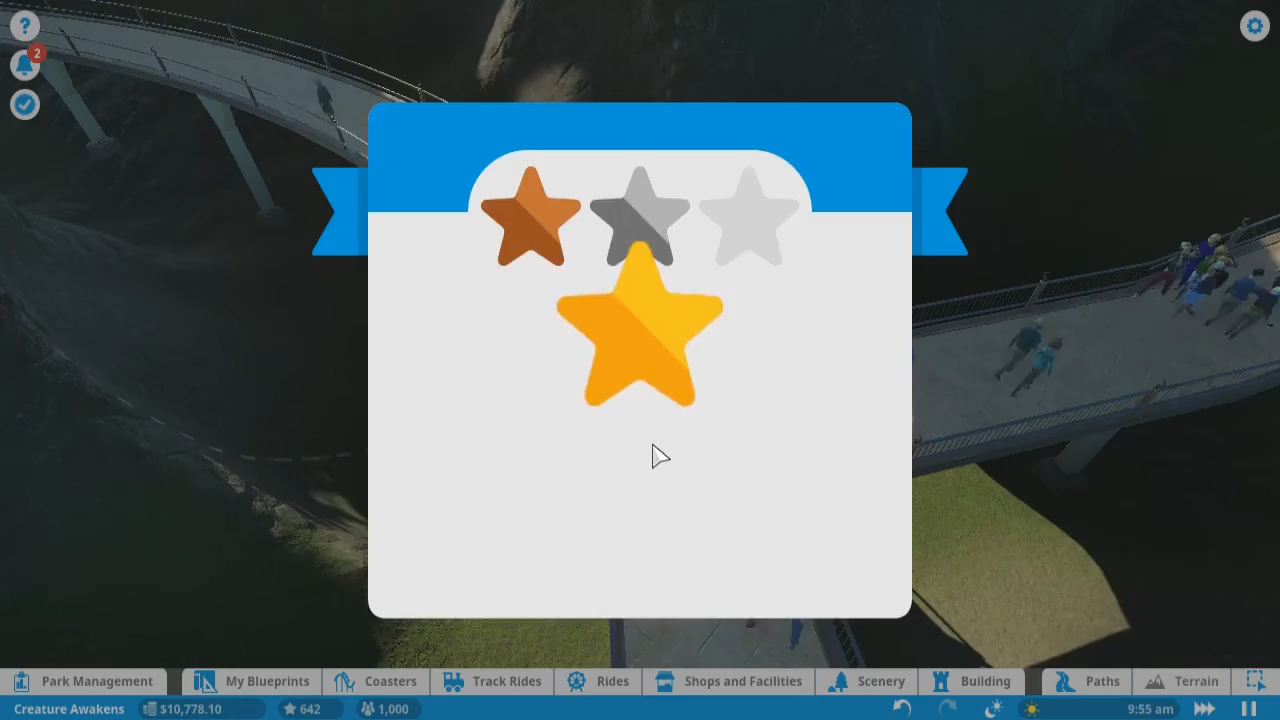 ?
2
Park Management
My Blueprints
Coasters
Track Rides
Rides
Shops and Facilities
Scenery
Building
Paths
Terrain
Creature Awakens
$10,778.10
642
1,000
9:55 am